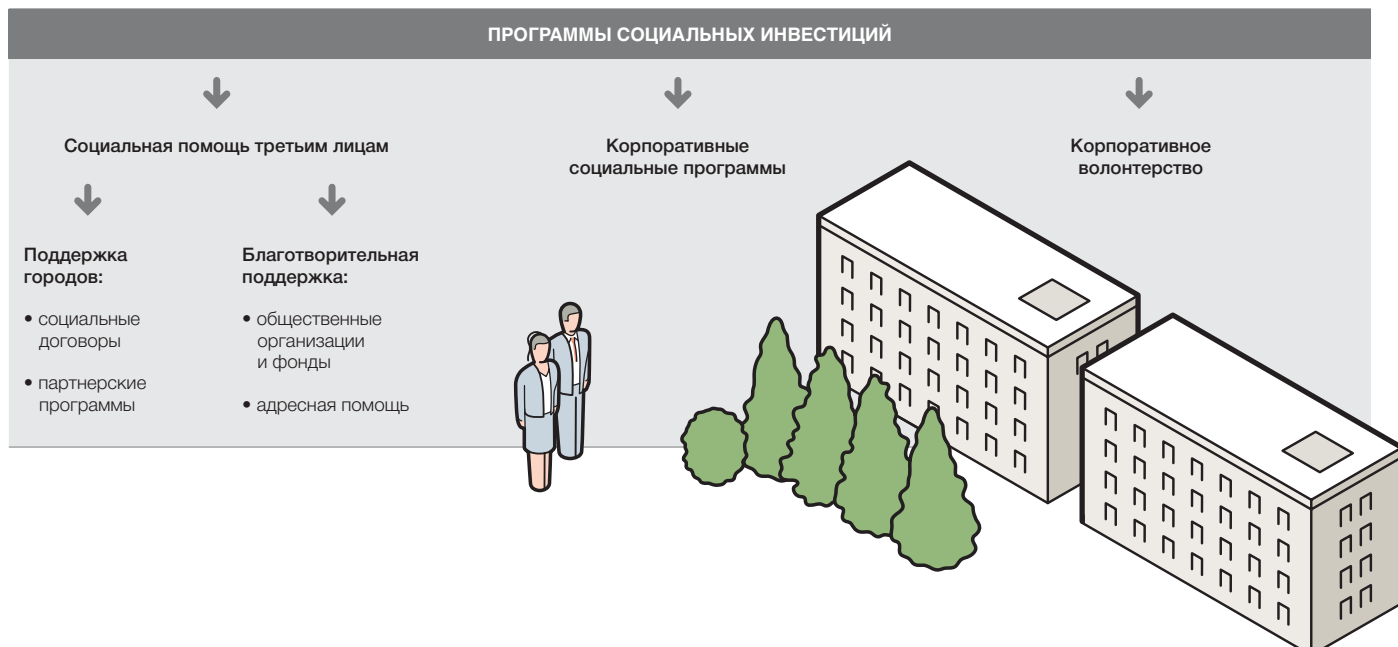 ПРОГРАММЫ СОЦИАЛЬНЫХ ИНВЕСТИЦИЙ
Социальная помощь третьим лицам
Поддержка
городов:
• социальные
договоры
• партнерские
программы
Благотворительная
поддержка:
• общественные
организации
и фонды
• адресная помощь
Корпоративные
социальные программы
Корпоративное
волонтерство